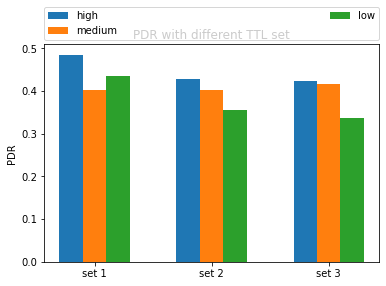 high
medium
low
PDR with different TTL set
0.5
0.4
0.3
0.2
0.1
0.0
PDR
set 1
set 2
set 3